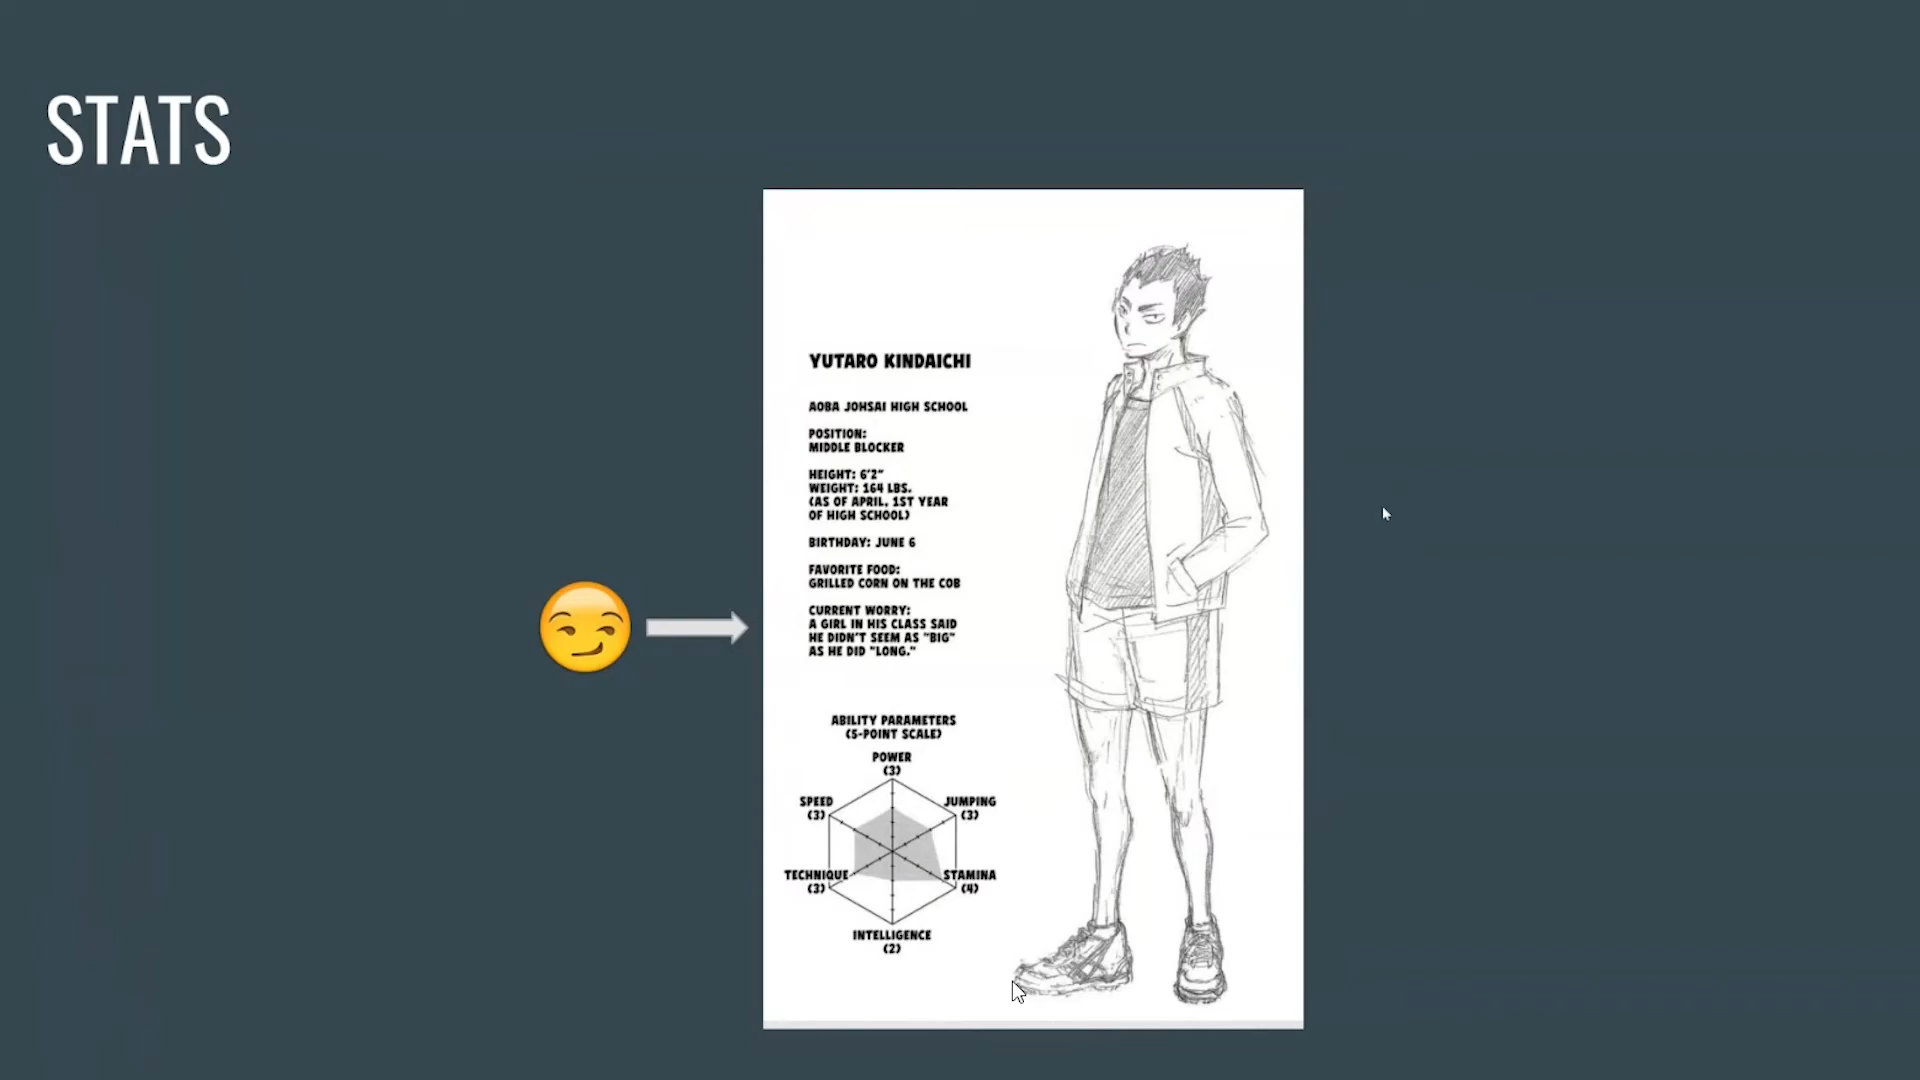 STATS
YUTARO KINDAICHI
AOBA JOHSAI HIGH SCHOOL
POSITION:
MIDDLE BLOCKER
HEIGHT: 6'2"
WEIGHT: 164 LBS.
(AS OF APRIL, 1ST YEAR
OF HIGH SCHOOL)
BIRTHDAY: JUNE 6
FAVORITE FOOD:
GRILLED CORN ON THE COB
CURRENT WORRY:
A GIRL IN HIS CLASS SAID
HE DIDN'T SEEM AS "BIG"
AS HE DID "LONG."
ABILITY PARAMETERS
(5-POINT SCALE)
POWER
(3)
SPEED
(3)
JUMPING
(3)
TECHNIQUE
(3)
STAMINA
(4)
INTELLIGENCE
(2)